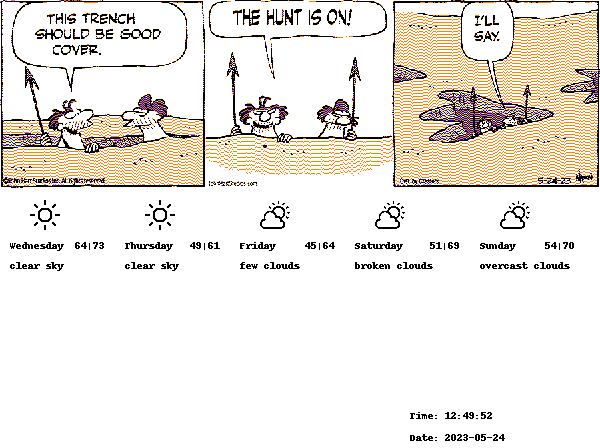 THIS TRENCH
SHOULD BE GOOD
COVER.
THE HUNT IS ON!
I'LL
SAY.
5-24-23
Wednesday 64|73
Thursday 49|61
Friday 45|64
Saturday 51|69
Sunday 54|70
clear sky
clear sky
few clouds
broken clouds
overcast clouds
Time: 12:49:52
Date: 2023-05-24